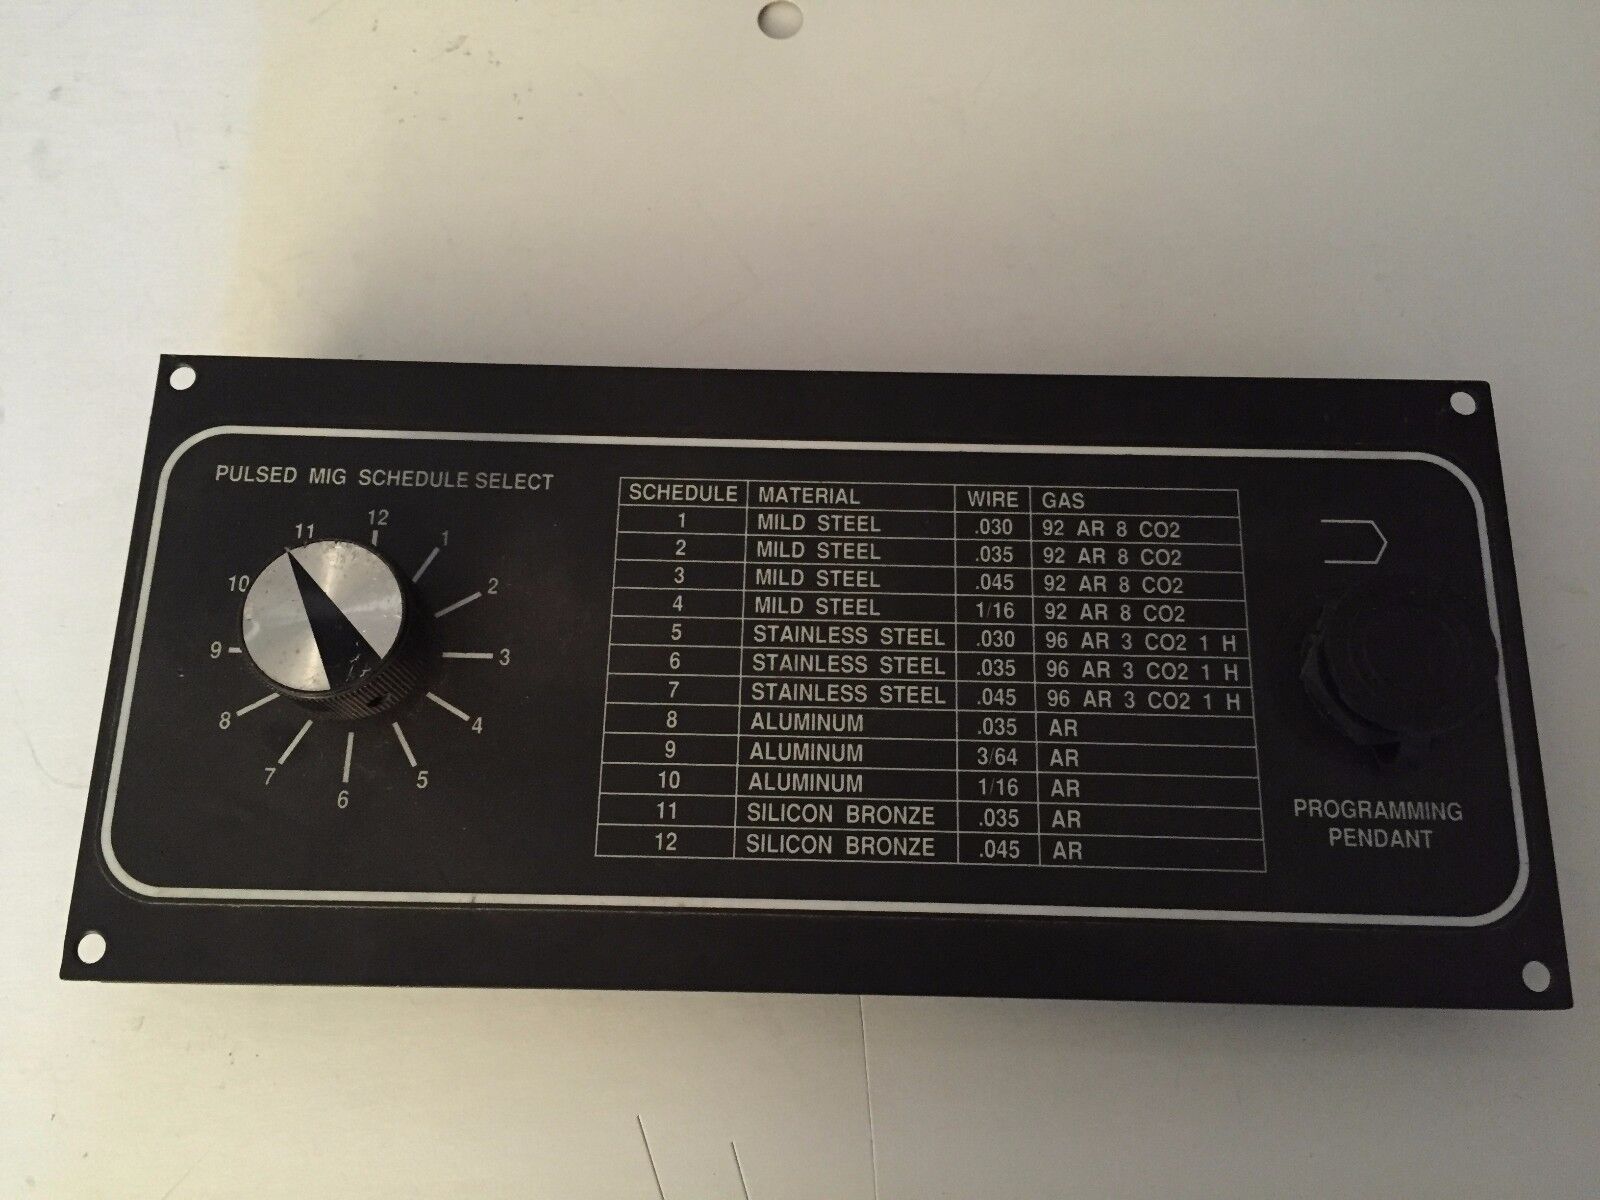 PULSED MIG SCHEDULE SELECT
12
11
1
10
2
9
3
8
4
7
5
6
SCHEDULE MATERIAL WIRE GAS
1 MILD STEEL .030 92 AR 8 CO2
2 MILD STEEL .035 92 AR 8 CO2
3 MILD STEEL .045 92 AR 8 CO2
4 MILD STEEL 1/16 92 AR 8 CO2
5 STAINLESS STEEL .030 96 AR 3 CO2 1 H
6 STAINLESS STEEL .035 96 AR 3 CO2 1 H
7 STAINLESS STEEL .045 96 AR 3 CO2 1 H
8 ALUMINUM .035 AR
9 ALUMINUM 3/64 AR
10 ALUMINUM 1/16 AR
11 SILICON BRONZE .035 AR
12 SILICON BRONZE .045 AR
PROGRAMMING
PENDANT